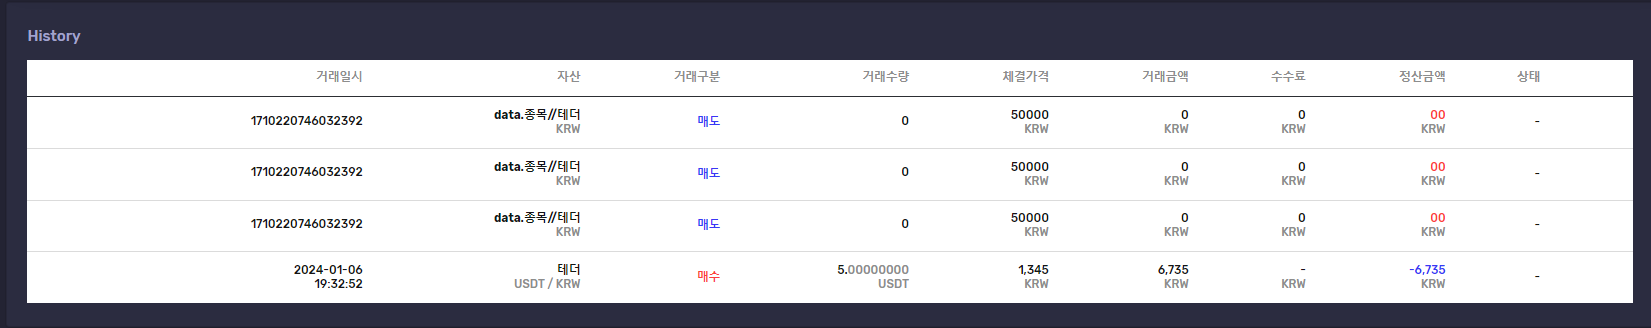 History
거래일시 자산 거래구분 거래수량 체결가격 거래금액 수수료 정산금액 상태
1710220746032392 data.종목//테더 매도 0 50000 0 0 00 -
KRW KRW KRW KRW KRW
1710220746032392 data.종목//테더 매도 0 50000 0 0 00 -
KRW KRW KRW KRW KRW
1710220746032392 data.종목//테더 매도 0 50000 0 0 00 -
KRW KRW KRW KRW KRW
2024-01-06 테더 매수 5.00000000 1,345 6,735 - -6,735 -
19:32:52 USDT / KRW USDT KRW KRW KRW KRW